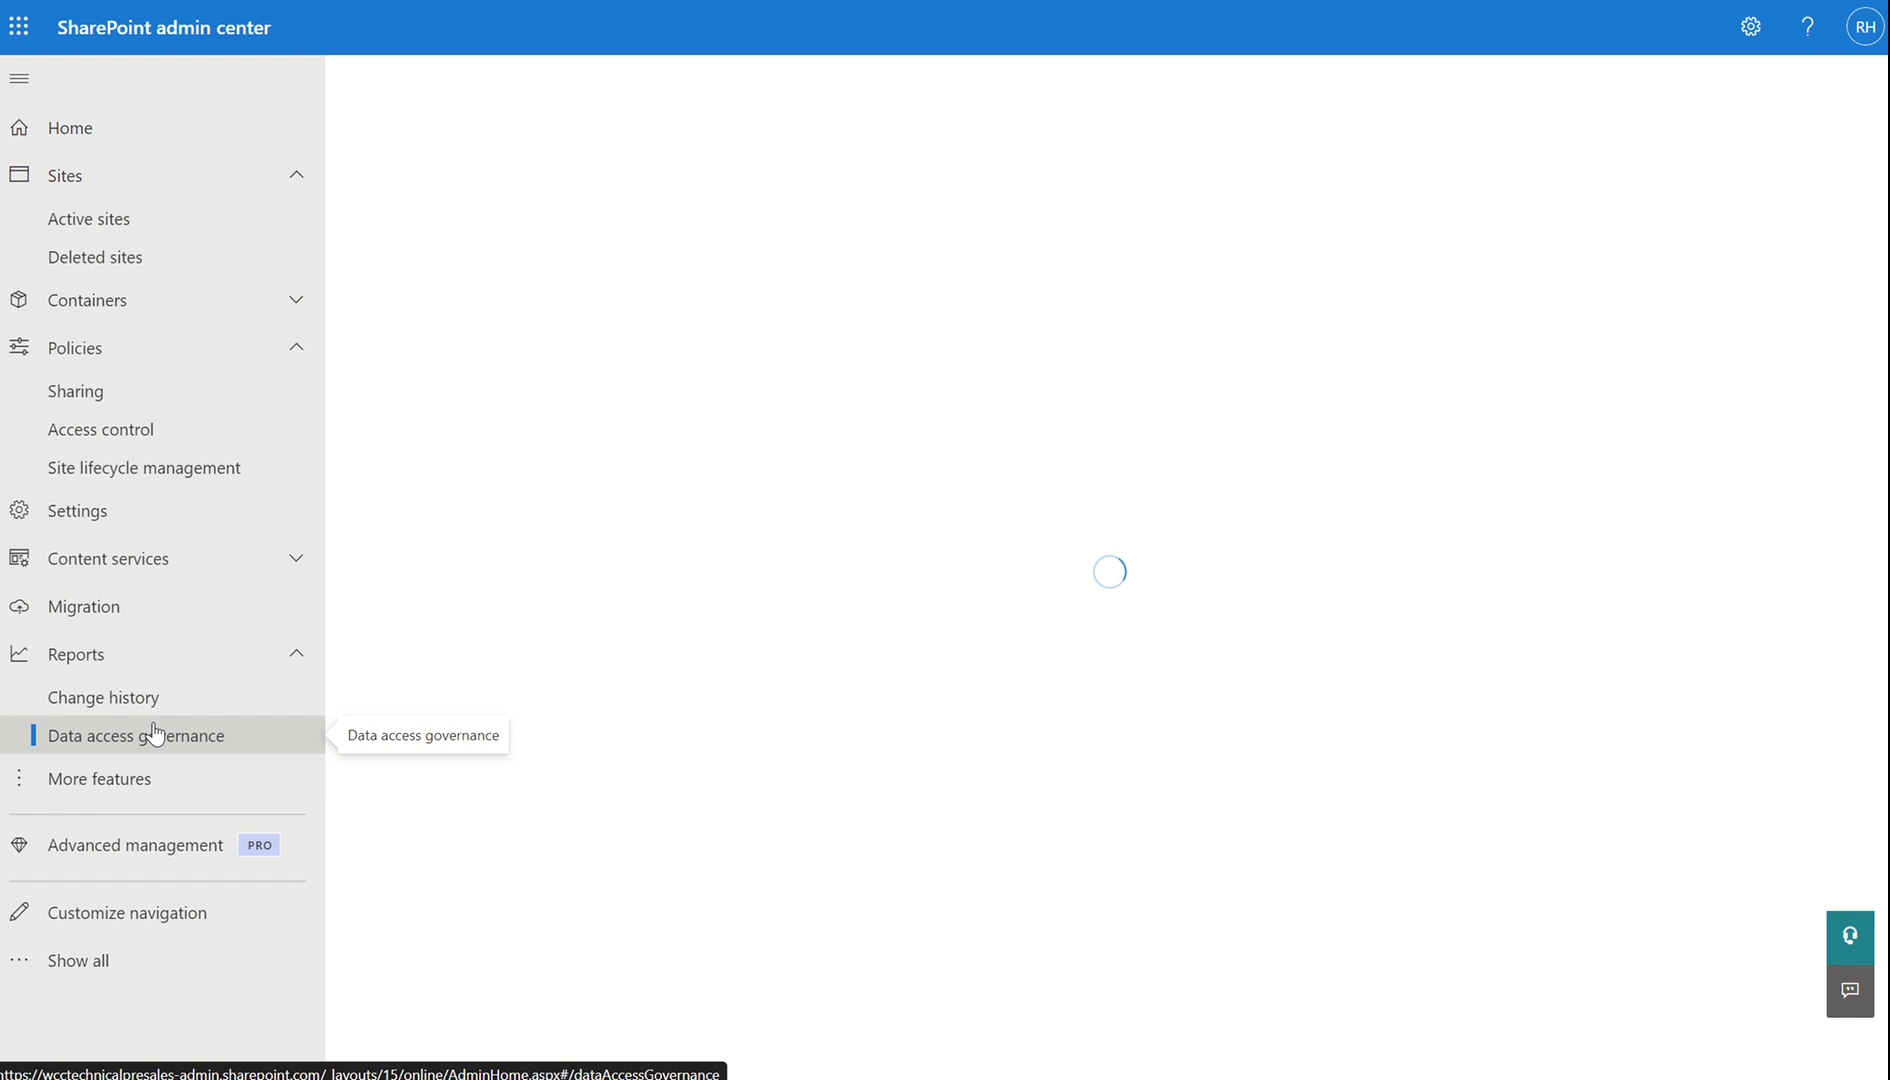 SharePoint admin center
?
RH
Home
Sites
Active sites
Deleted sites
Containers
Policies
Sharing
Access control
Site lifecycle management
Settings
Content services
Migration
Reports
Change history
Data access governance
Data access governance
More features
Advanced management PRO
Customize navigation
Show all
https://wcctechnicalpresales-admin.sharepoint.com/_layouts/15/online/AdminHome.aspx#/dataAccessGovernance